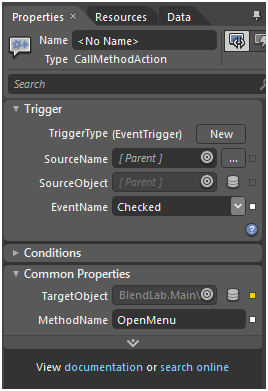 Properties × Resources Data
Name <No Name>
Type CallMethodAction
Search
Trigger
TriggerType (EventTrigger) New
SourceName [ Parent ] ...
SourceObject [ Parent ]
EventName Checked
?
Conditions
Common Properties
TargetObject BlendLab.Main\
MethodName OpenMenu
View documentation or search online